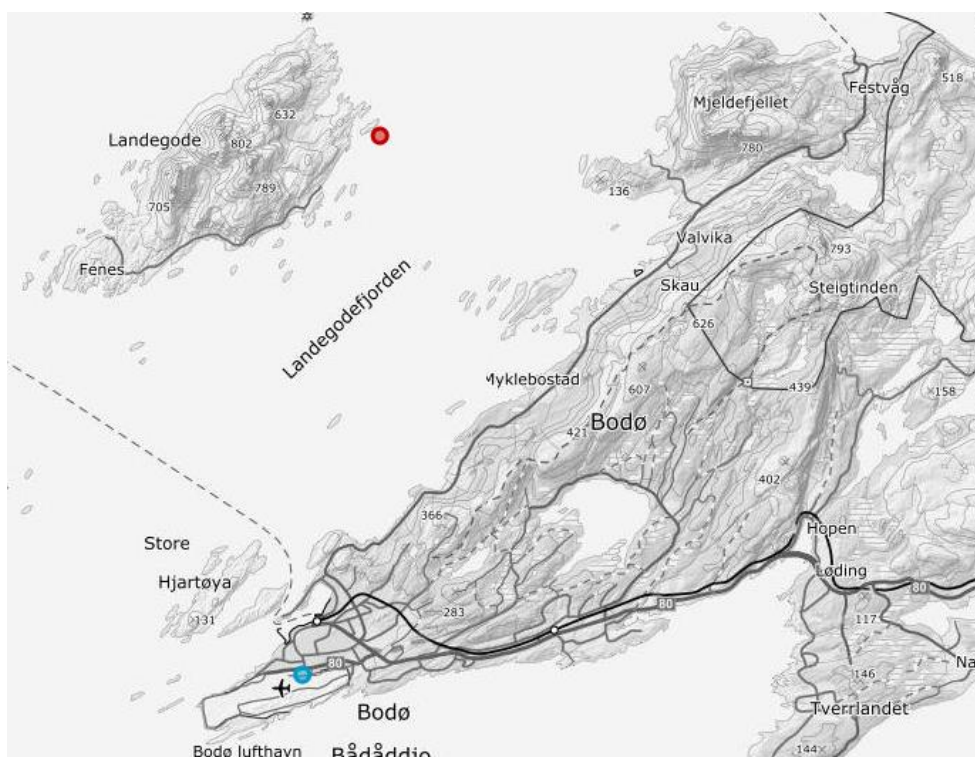 518
Festvåg
Mjeldefjellet
632
Landegode
802
780
789
136
705
Valvika
793
Fenes
Skau
Steigtinden
Landegodefjorden
626
Myklebostad
607
439
158
Bodø
421
402
366
Hopen
Store
Løding
Hjartøya
80
80
283
117
131
80
Na
146
Bodø
Tverrlandet
144
Bodø lufthavn
Bådåddjo